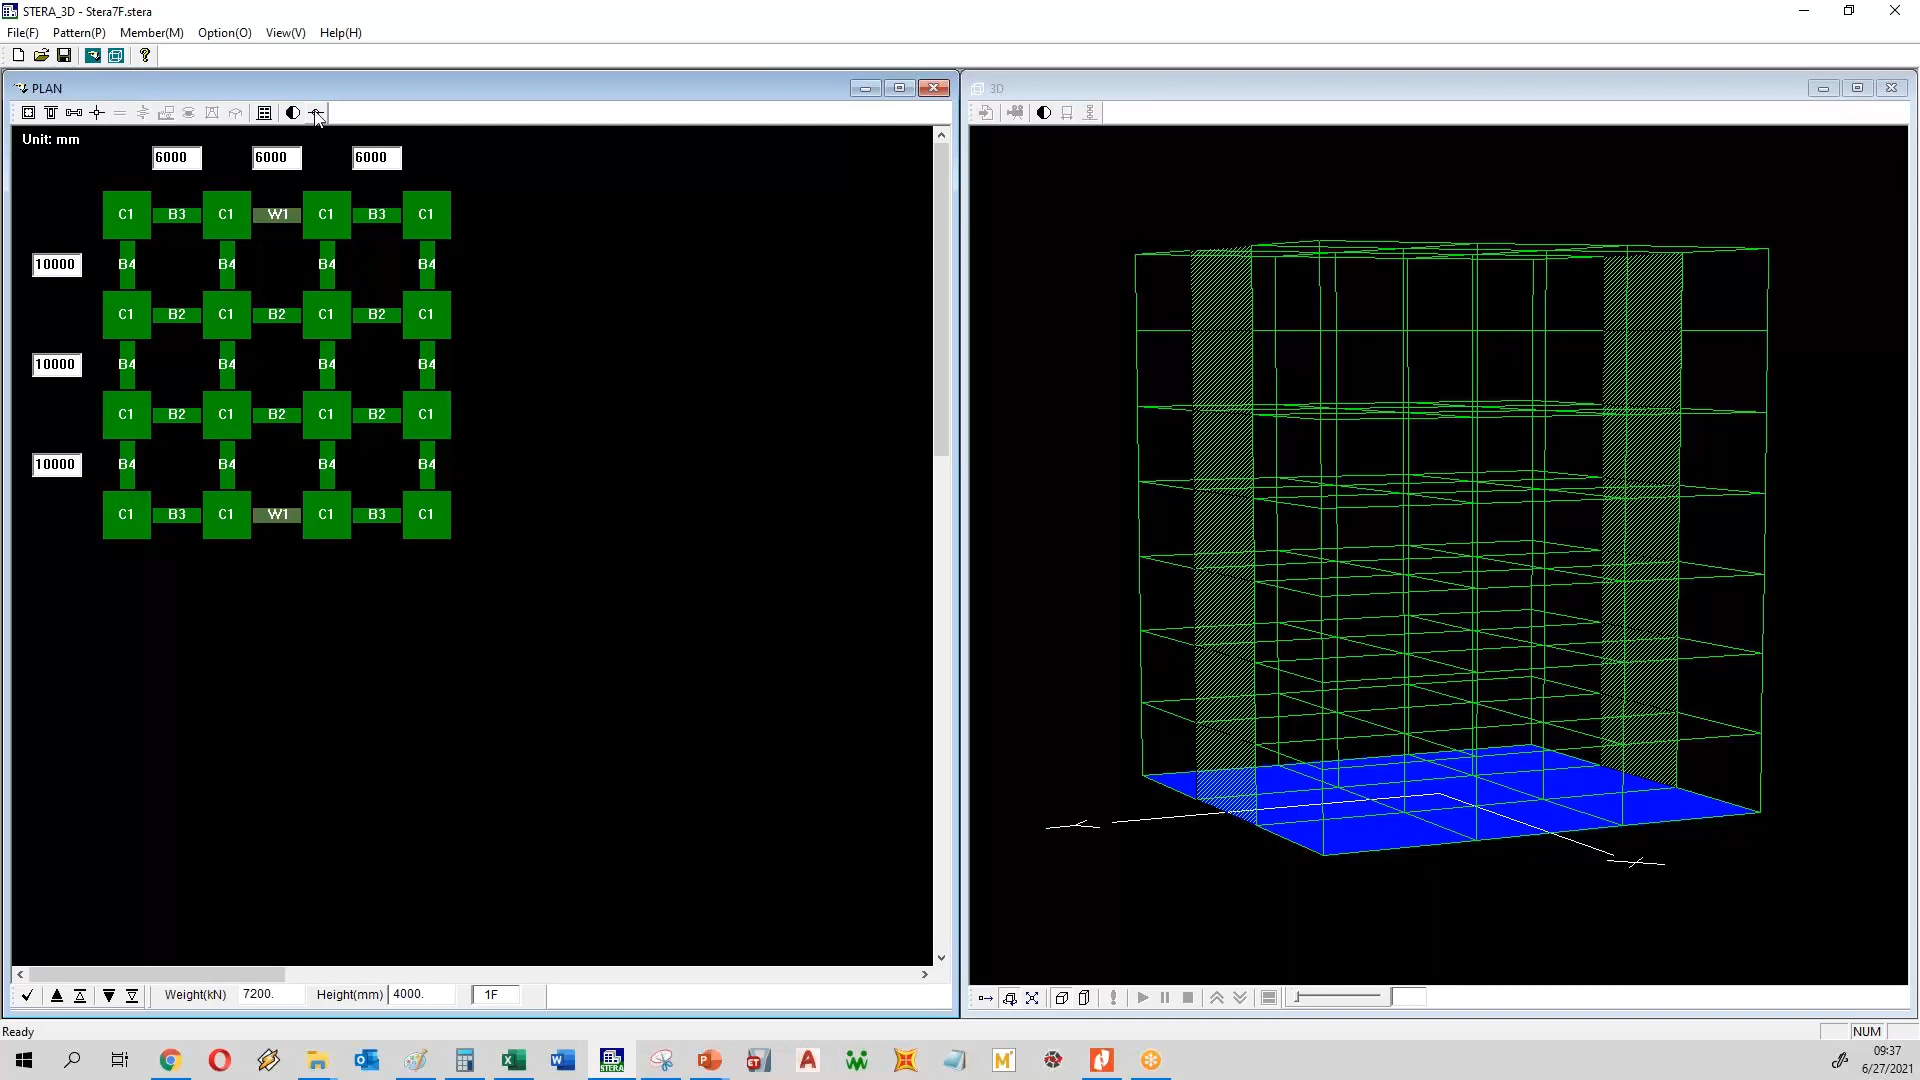 STERA_3D - Stera7F.stera
File(F) Pattern(P) Member(M) Option(O) View(V) Help(H)
PLAN
3D
Unit: mm
6000 6000 6000
C1 B3 C1 W1 C1 B3 C1
10000 B4 B4 B4 B4
C1 B2 C1 B2 C1 B2 C1
10000 B4 B4 B4 B4
C1 B2 C1 B2 C1 B2 C1
10000 B4 B4 B4 B4
C1 B3 C1 W1 C1 B3 C1
Weight(kN) 7200. Height(mm) 4000. 1F
Ready
NUM
09:37
6/27/2021